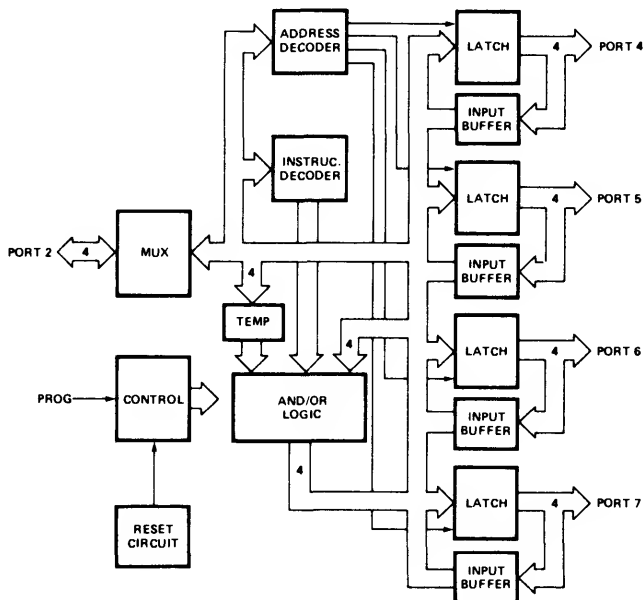 ADDRESS
DECODER
LATCH
4
PORT 4
INPUT
BUFFER
INSTRUC.
DECODER
LATCH
4
PORT 5
PORT 2
4
MUX
4
INPUT
BUFFER
TEMP
4
LATCH
4
PORT 6
PROG
CONTROL
AND/OR
LOGIC
INPUT
BUFFER
4
LATCH
4
PORT 7
RESET
CIRCUIT
INPUT
BUFFER